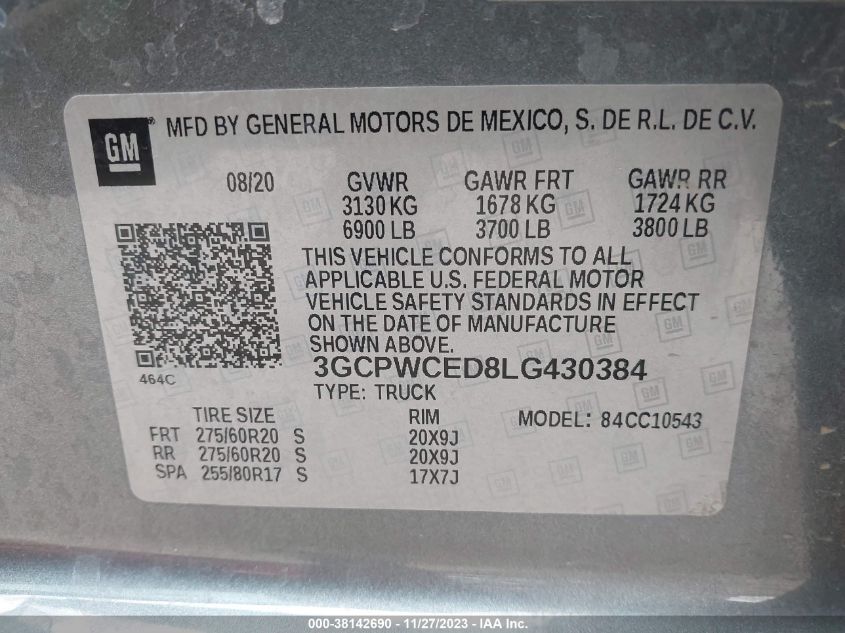 GM MFD BY GENERAL MOTORS DE MEXICO, S. DE R.L. DE C.V.
08/20 GVWR GAWR FRT GAWR RR
3130 KG 1678 KG 1724 KG
6900 LB 3700 LB 3800 LB
THIS VEHICLE CONFORMS TO ALL
APPLICABLE U.S. FEDERAL MOTOR
VEHICLE SAFETY STANDARDS IN EFFECT
ON THE DATE OF MANUFACTURE
SHOWN ABOVE.
3GCPWCED8LG430384
464C
TYPE: TRUCK
TIRE SIZE RIM MODEL: 84CC10543
FRT 275/60R20 S 20X9J
RR 275/60R20 S 20X9J
SPA 255/80R17 S 17X7J
000-38142690 - 11/27/2023 - IAA Inc.